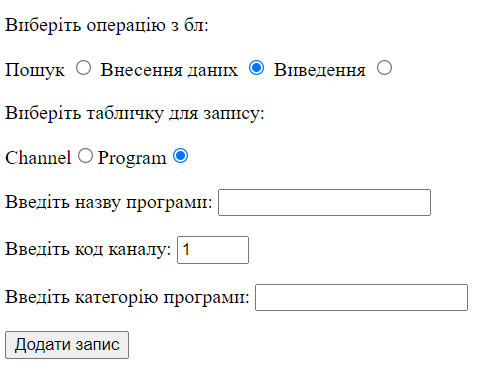 Виберіть операцію з бл:
Пошук Внесення даних Виведення
Виберіть табличку для запису:
Channel Program
Введіть назву програми:
Введіть код каналу: 1
Введіть категорію програми:
Додати запис